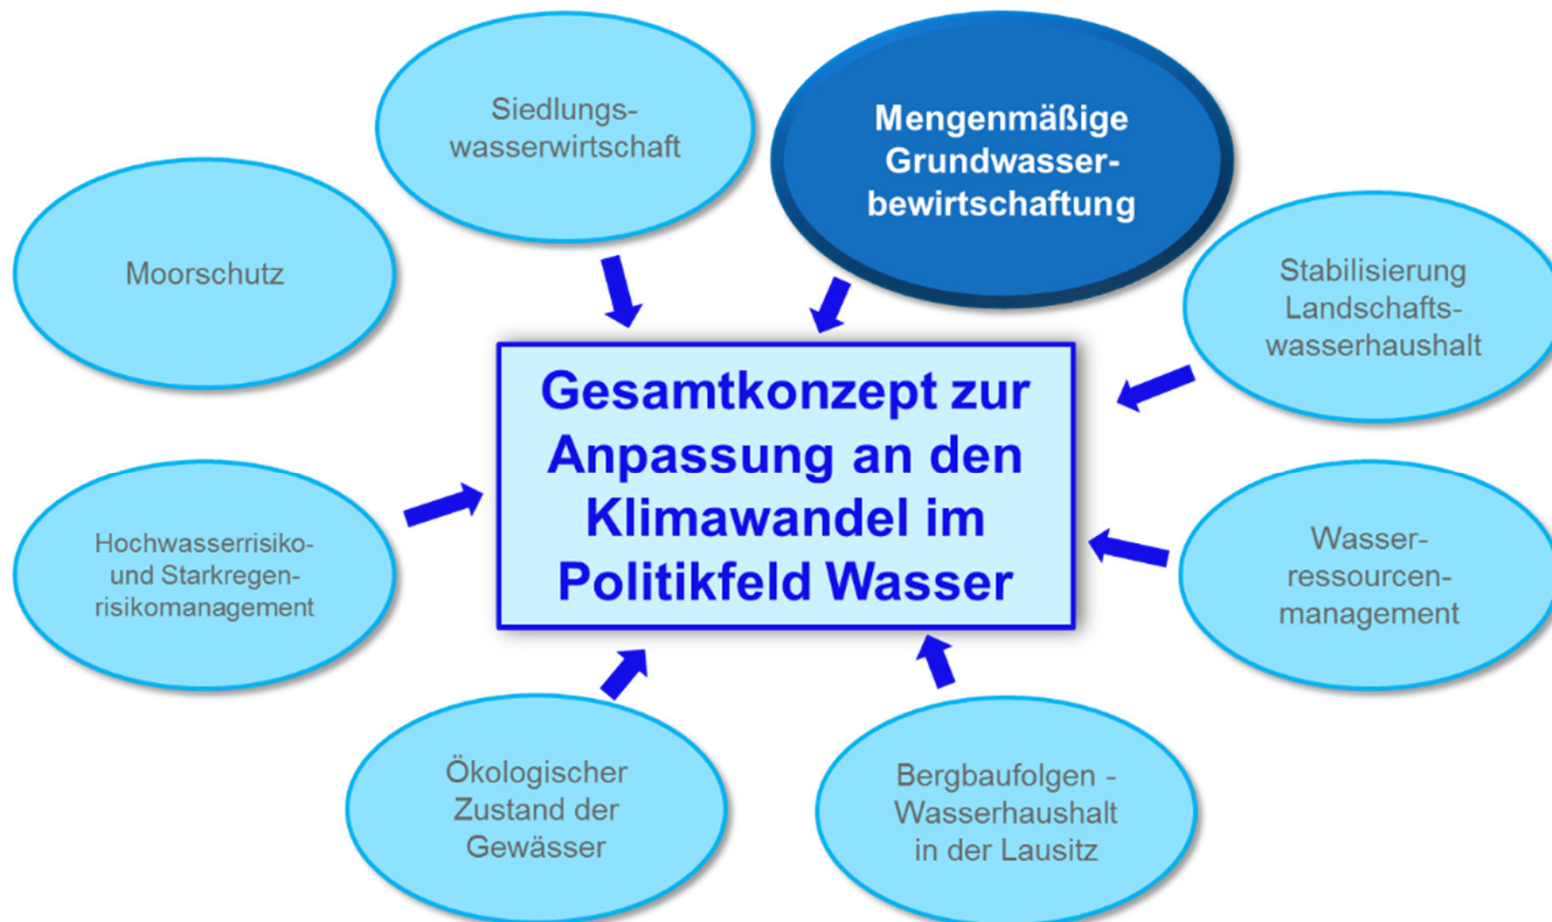 Siedlungs-
wasserwirtschaft
Mengenmäßige
Grundwasser-
bewirtschaftung
Moorschutz
Stabilisierung
Landschafts-
wasserhaushalt
Gesamtkonzept zur
Anpassung an den
Klimawandel im
Politikfeld Wasser
Hochwasserrisiko-
und Starkregen-
risikomanagement
Wasser-
ressourcen-
management
Ökologischer
Zustand der
Gewässer
Bergbaufolgen -
Wasserhaushalt
in der Lausitz